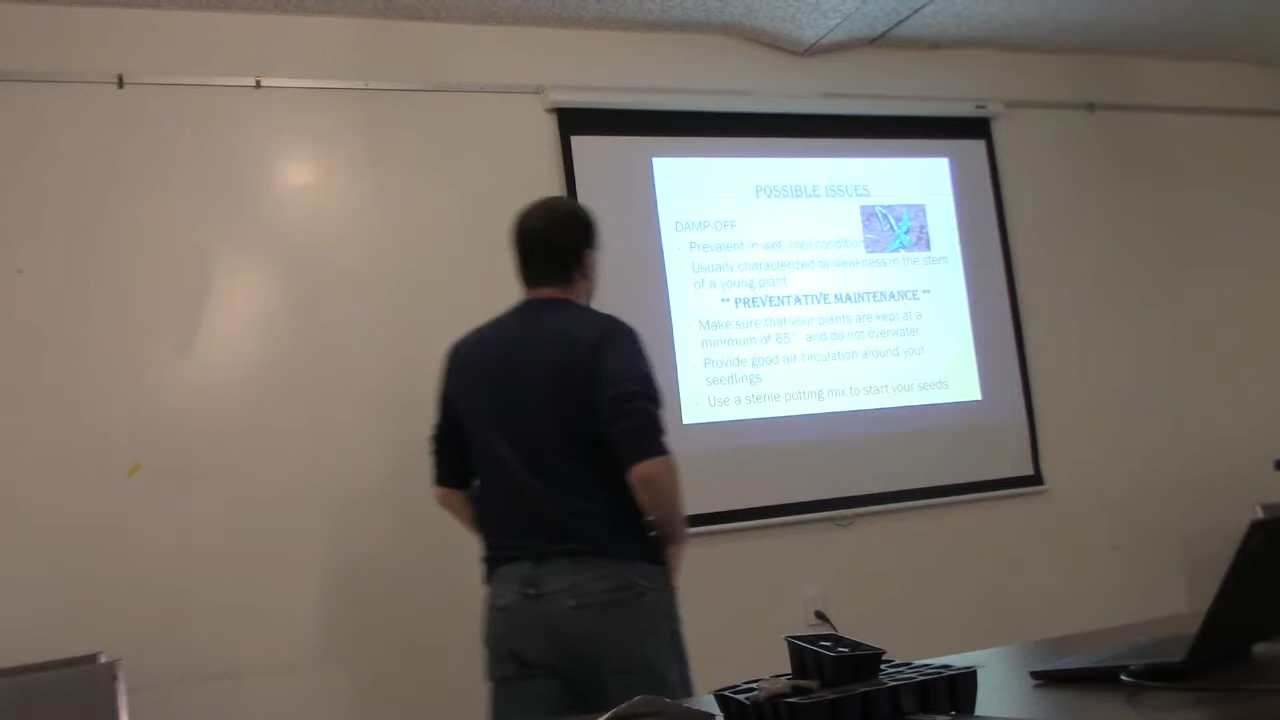 POSSIBLE ISSUES
DAMP-OFF
- Prevalent in wet, cool condition
- Usually characterized by weakness in the stem
of a young plant
** PREVENTATIVE MAINTENANCE **
- Make sure that your plants are kept at a
minimum of 65° and do not overwater
- Provide good air circulation around your
seedlings
- Use a sterile potting mix to start your seeds